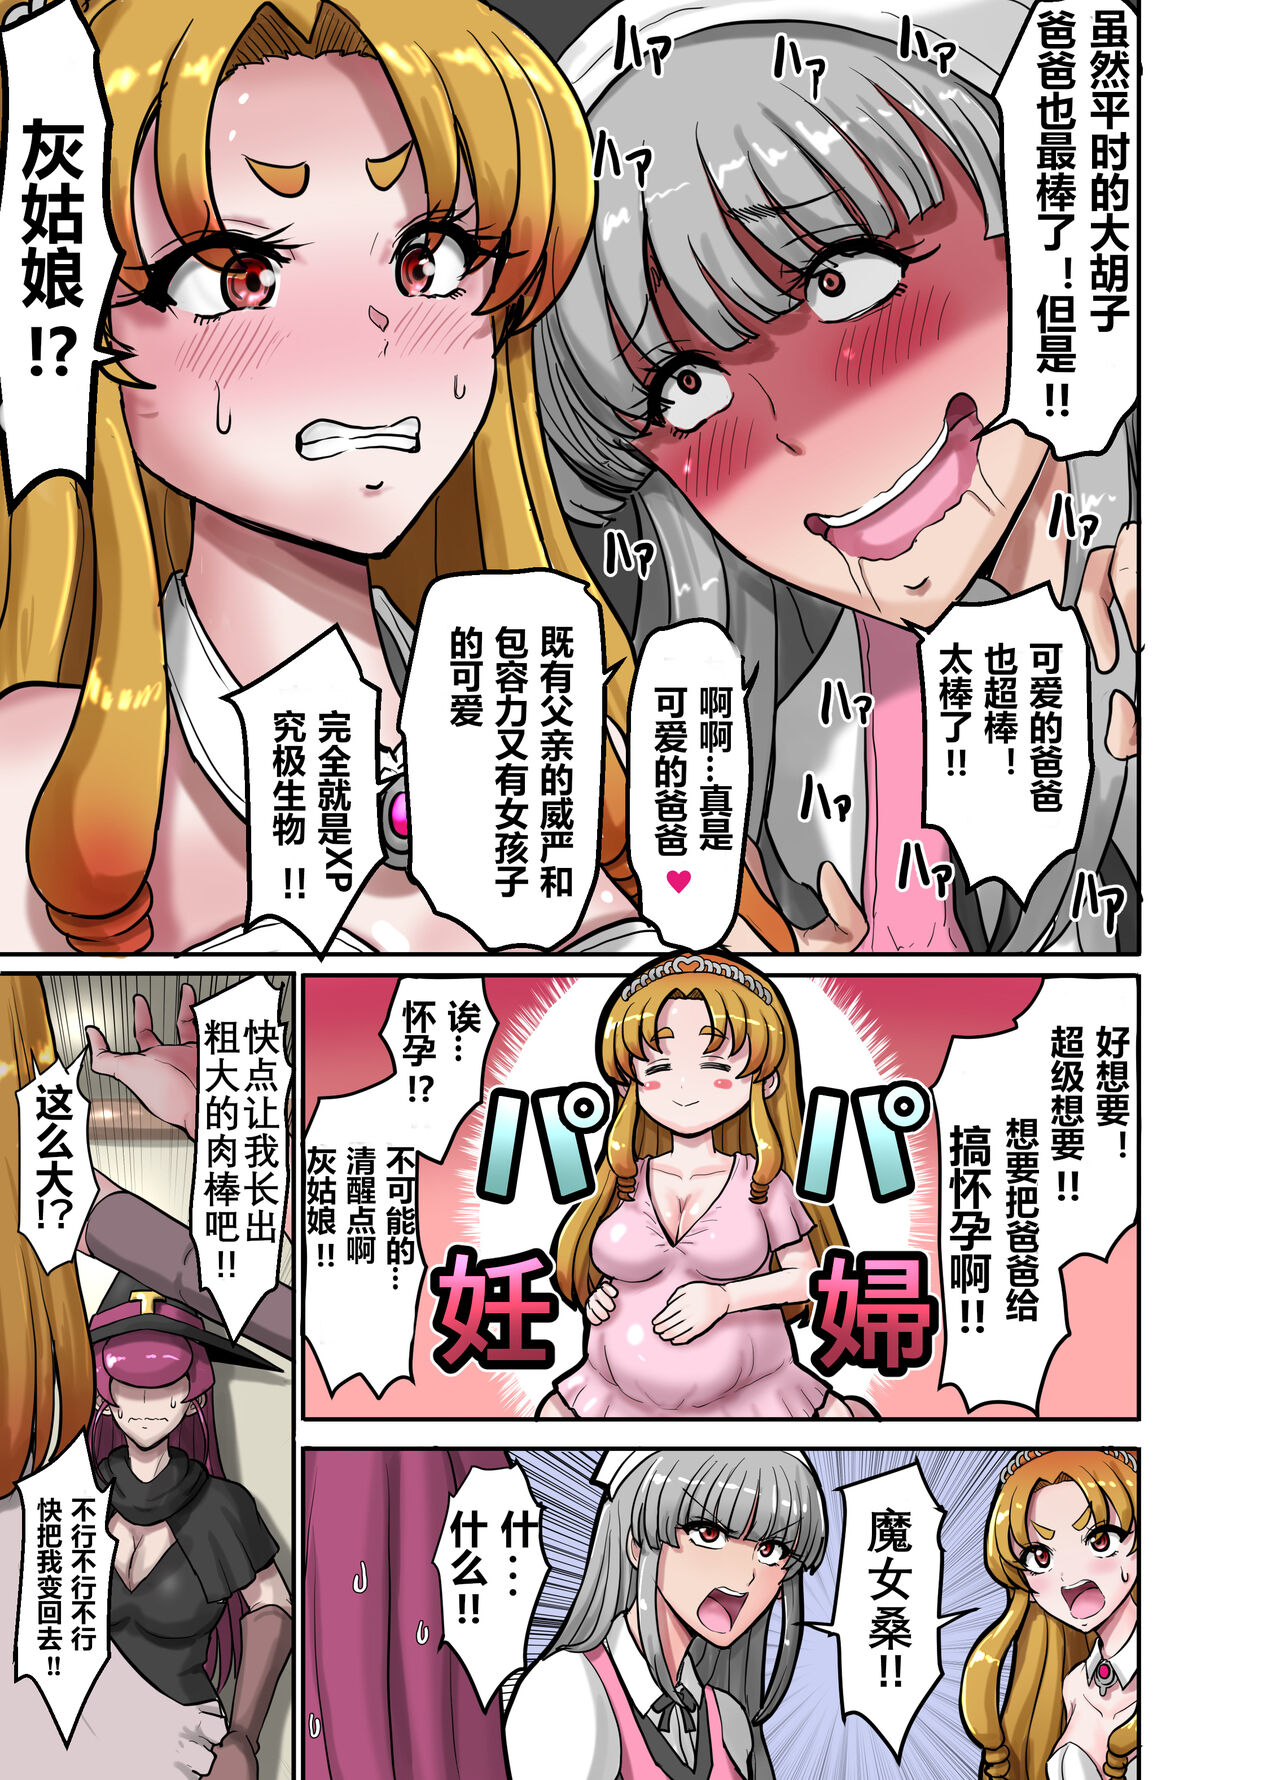 虽然平时的大胡子
爸爸也最棒了！但是!!
可爱的爸爸
也超棒！
太棒了!!
啊啊…真是
可爱的爸爸
♥
既有父亲的威严和
包容力又有女孩子
的可爱
完全就是XP
究极生物!!
灰姑娘!?
ハァ
ハァ
ハァ
ハァ
ハァ
ハァ
ハァ
ハァ
ハァ
ハァ
ハァ
好想要！
超级想要!!
想要把爸爸给
搞怀孕啊!!
パパ
妊婦
诶…
怀孕!?
不可能的…
清醒点啊
灰姑娘!!
快点让我长出
粗大的肉棒吧!!
这么大!?
魔女桑!!
什…
什么!!
不行不行不行
快把我变回去!!